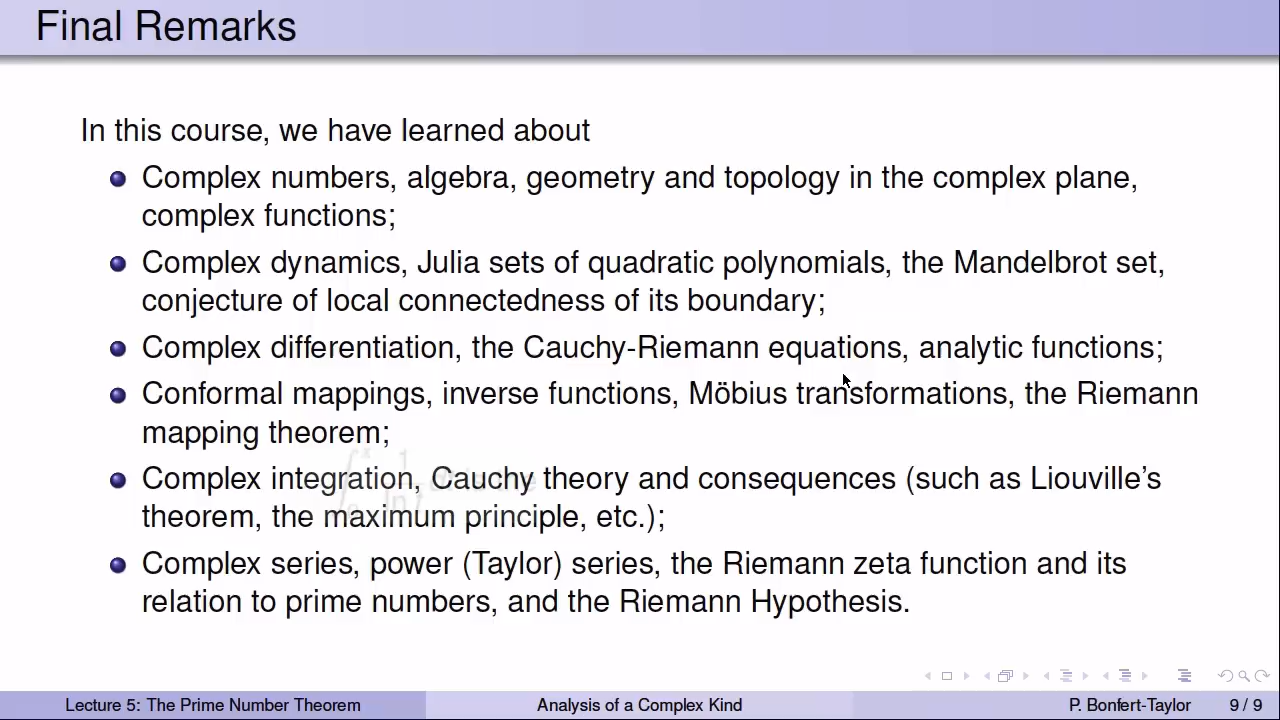 Final Remarks
In this course, we have learned about
Complex numbers, algebra, geometry and topology in the complex plane,
complex functions;
Complex dynamics, Julia sets of quadratic polynomials, the Mandelbrot set,
conjecture of local connectedness of its boundary;
Complex differentiation, the Cauchy-Riemann equations, analytic functions;
Conformal mappings, inverse functions, Möbius transformations, the Riemann
mapping theorem;
Complex integration, Cauchy theory and consequences (such as Liouville's
theorem, the maximum principle, etc.);
Complex series, power (Taylor) series, the Riemann zeta function and its
relation to prime numbers, and the Riemann Hypothesis.
Lecture 5: The Prime Number Theorem
Analysis of a Complex Kind
P. Bonfert-Taylor
9 / 9